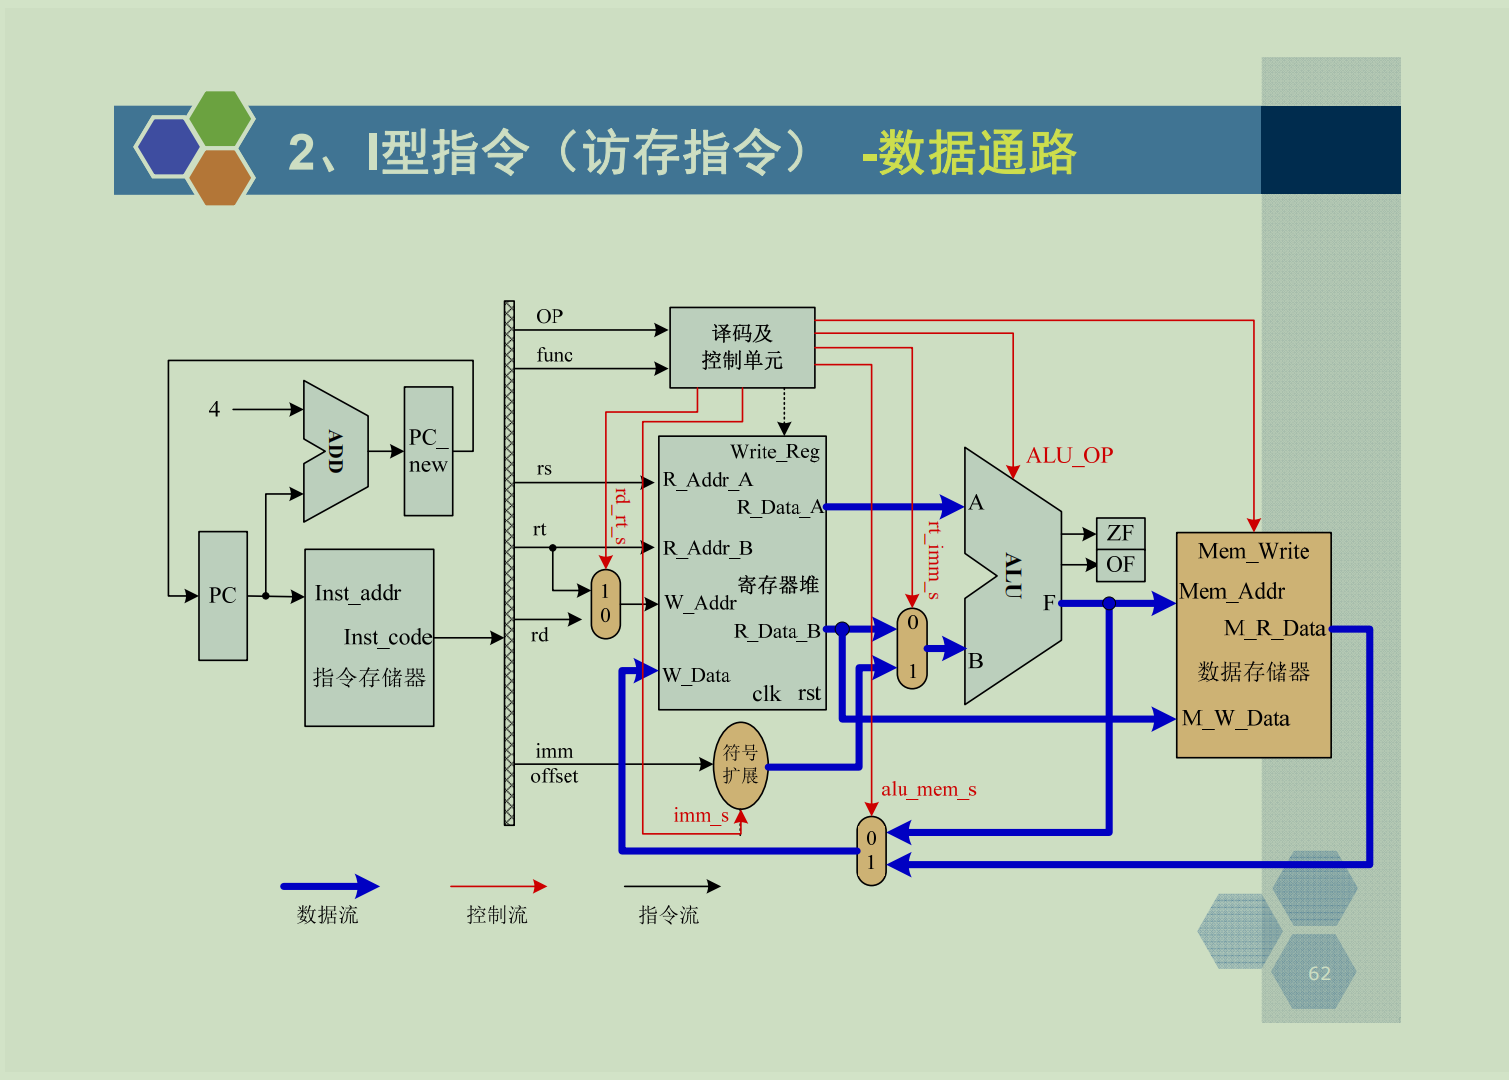 2、I型指令（访存指令） -数据通路
OP
func
译码及
控制单元
4
ADD
PC_
new
PC
Inst_addr
Inst_code
指令存储器
rs
rt
rd
rd_rt_s
1
0
Write_Reg
R_Addr_A
R_Data_A
R_Addr_B
寄存器堆
W_Addr
R_Data_B
W_Data
clk rst
imm
offset
符号
扩展
imm_s
rt_imm_s
0
1
A
ALU
F
B
ALU_OP
ZF
OF
Mem_Write
Mem_Addr
M_R_Data
数据存储器
M_W_Data
alu_mem_s
0
1
数据流
控制流
指令流
62